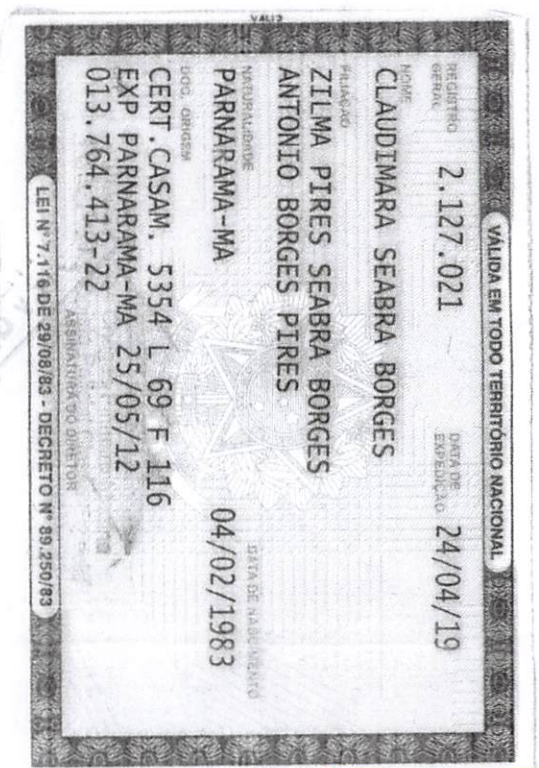 VÁLIDA EM TODO TERRITÓRIO NACIONAL
REGISTRO GERAL 2.127.021 DATA DE EXPEDIÇÃO 24/04/19
NOME
CLAUDIMARA SEABRA BORGES
FILIAÇÃO
ZILMA PIRES SEABRA BORGES
ANTONIO BORGES PIRES
NATURALIDADE DATA DE NASCIMENTO
PARNARAMA-MA 04/02/1983
DOC. ORIGEM
CERT.CASAM. 5354 L 69 F 116
EXP PARNARAMA-MA 25/05/12
013.764.413-22
ASSINATURA DO DIRETOR
LEI Nº 7.116 DE 29/08/83 - DECRETO Nº 89.250/83